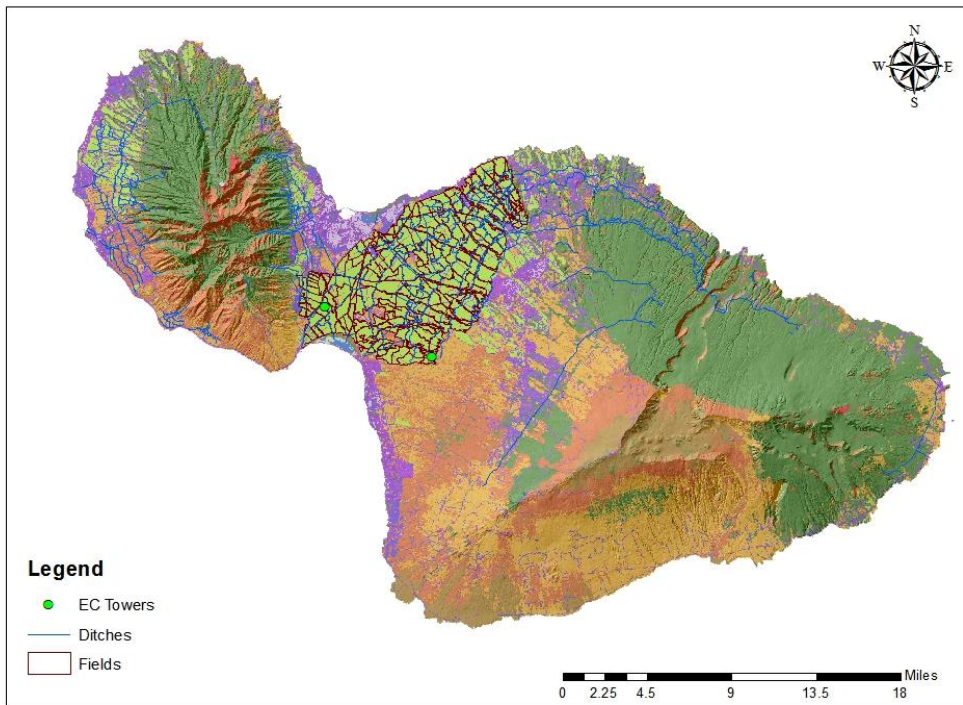 N
W E
S
Legend
EC Towers
Ditches
Fields
Miles
0 2.25 4.5 9 13.5 18